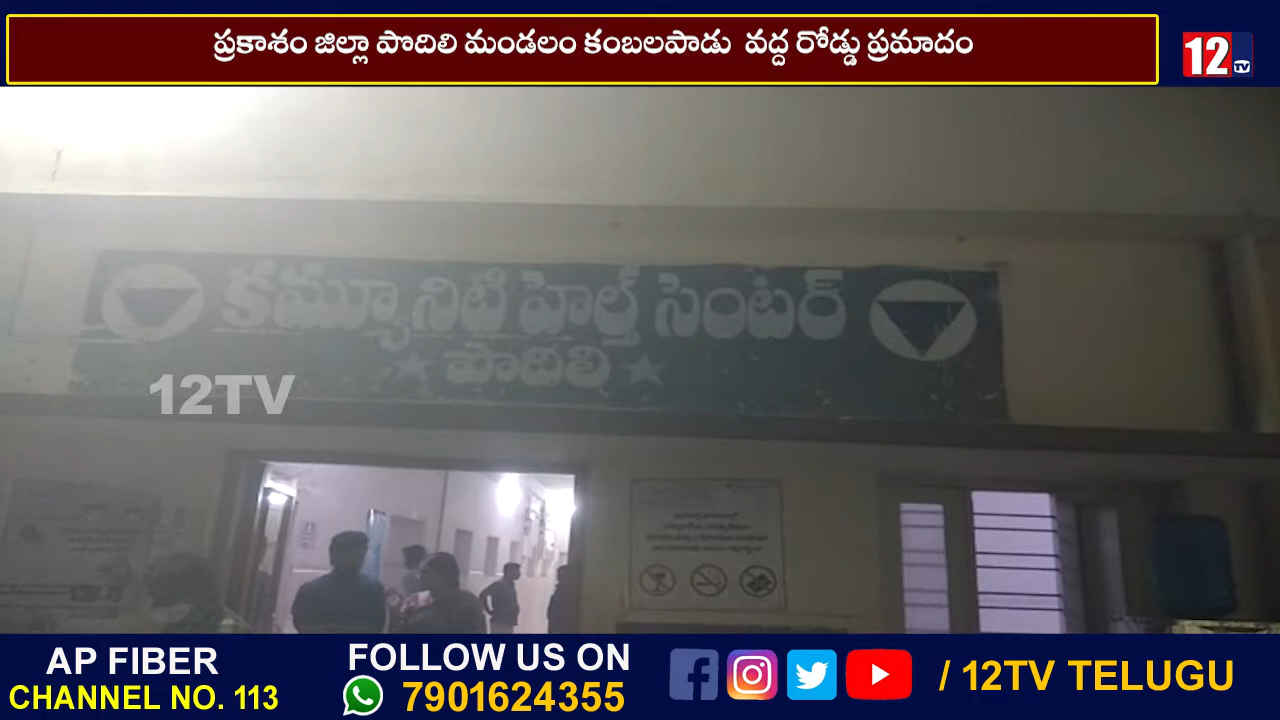 ప్రకాశం జిల్లా పొదిలి మండలం కంబలపాడు వద్ద రోడ్డు ప్రమాదం
12
TV
కమ్యూనిటి హెల్త్ సెంటర్
పొదిలి
12TV
AP FIBER
CHANNEL NO. 113
FOLLOW US ON
7901624355
/ 12TV TELUGU